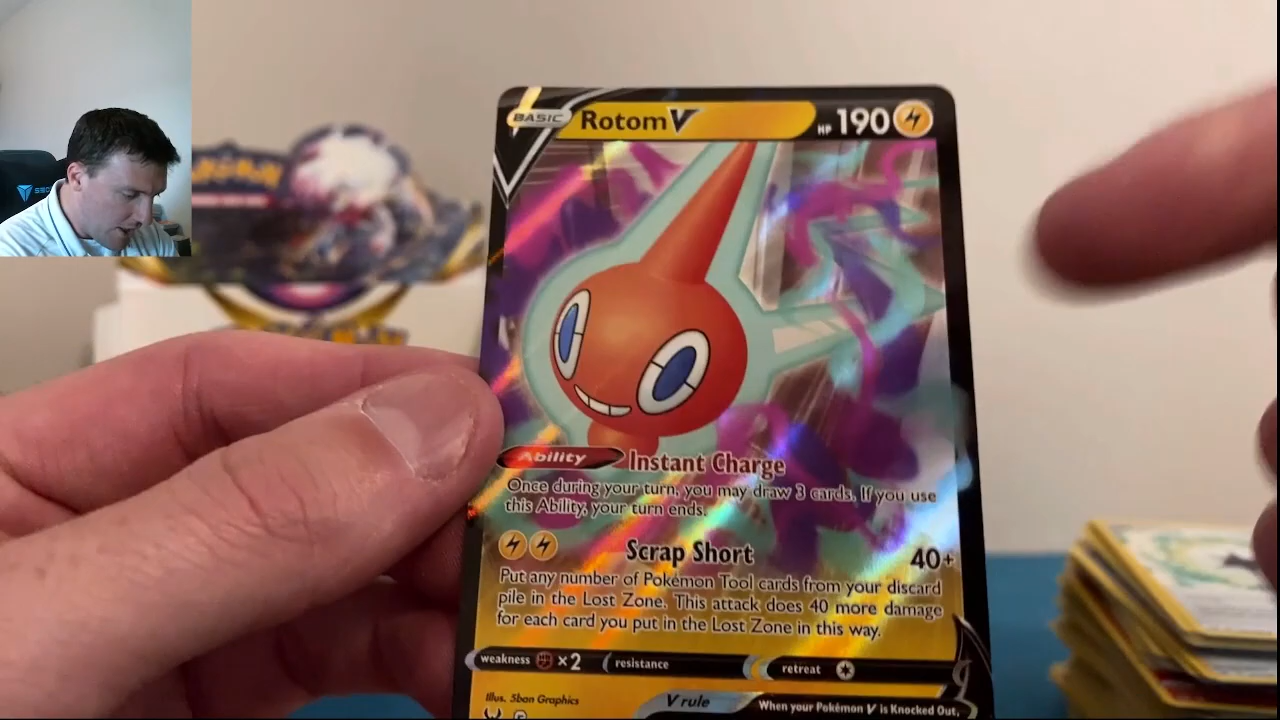 BASIC RotomV HP 190
Ability Instant Charge
Once during your turn, you may draw 3 cards. If you use
this Ability, your turn ends.
Scrap Short 40+
Put any number of Pokémon Tool cards from your discard
pile in the Lost Zone. This attack does 40 more damage
for each card you put in the Lost Zone in this way.
weakness ×2 resistance retreat
Illus. 5ban Graphics
V rule When your Pokémon V is Knocked Out,